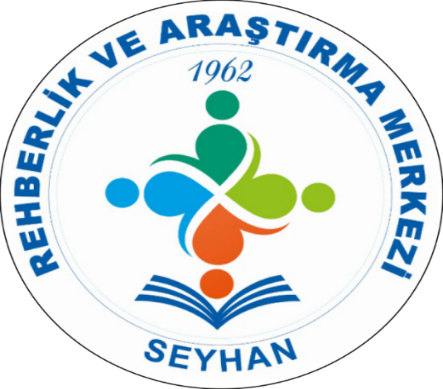 REHBERLİK VE ARAŞTIRMA MERKEZİ
1962
SEYHAN